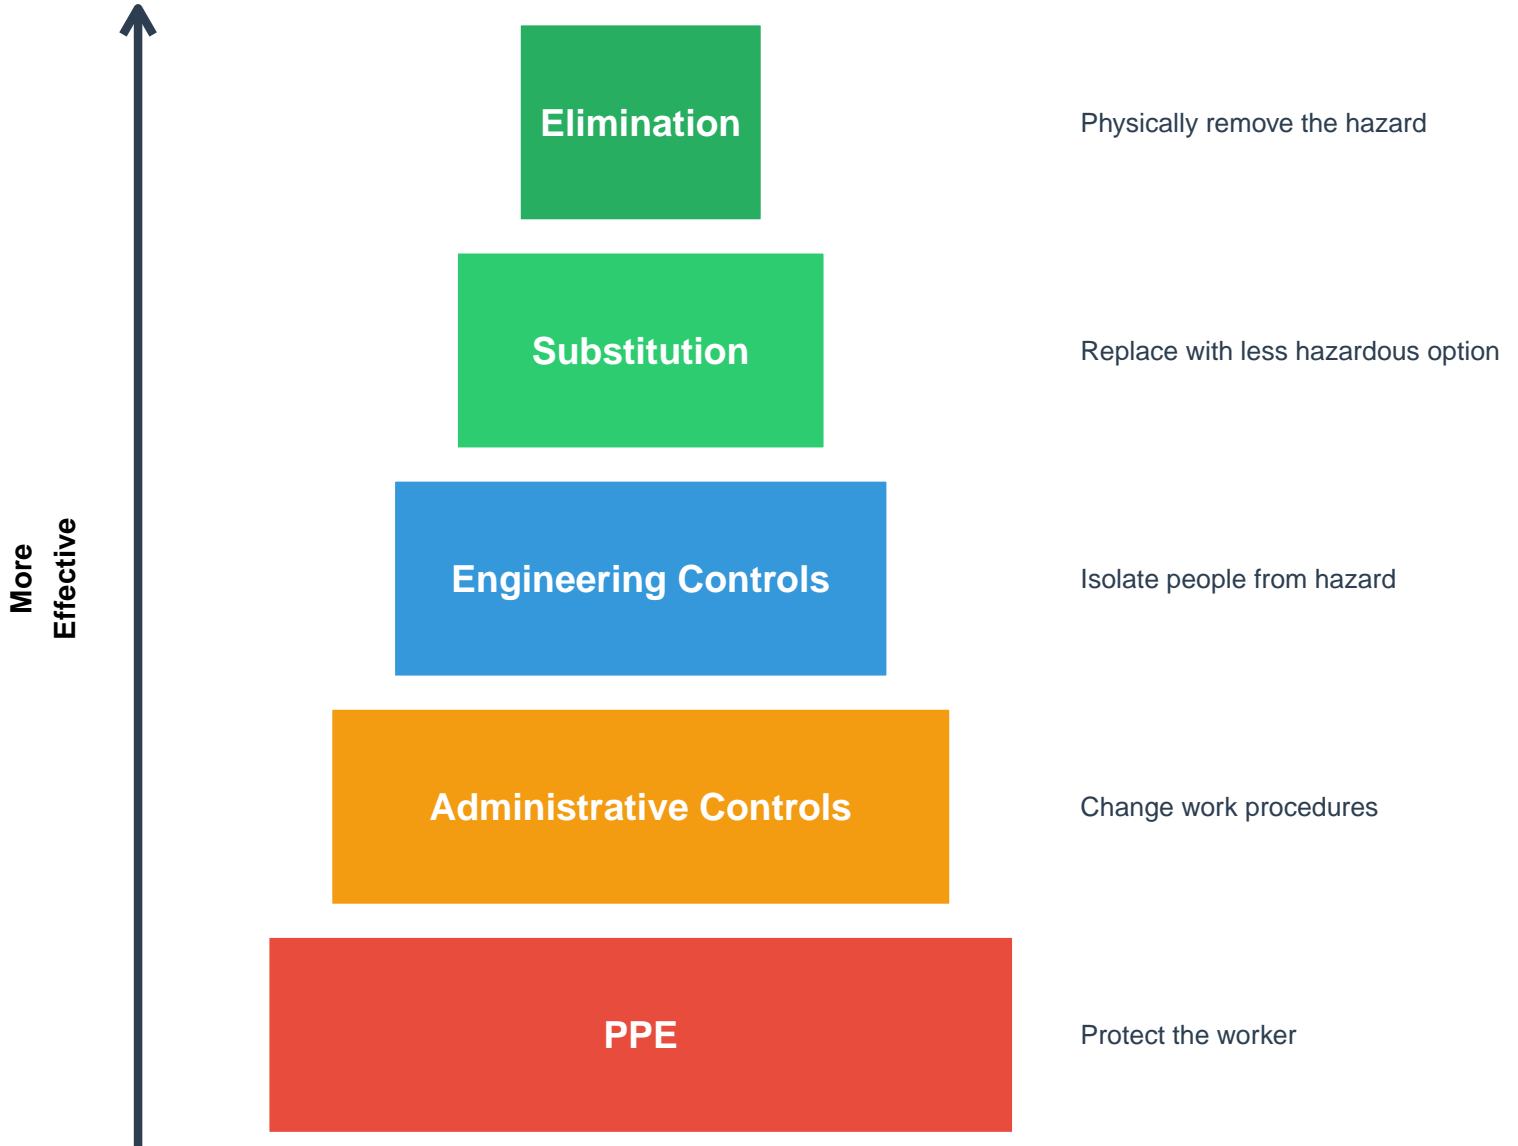 Elimination
Physically remove the hazard
Substitution
Replace with less hazardous option
More
Effective
Engineering Controls
Isolate people from hazard
Administrative Controls
Change work procedures
PPE
Protect the worker